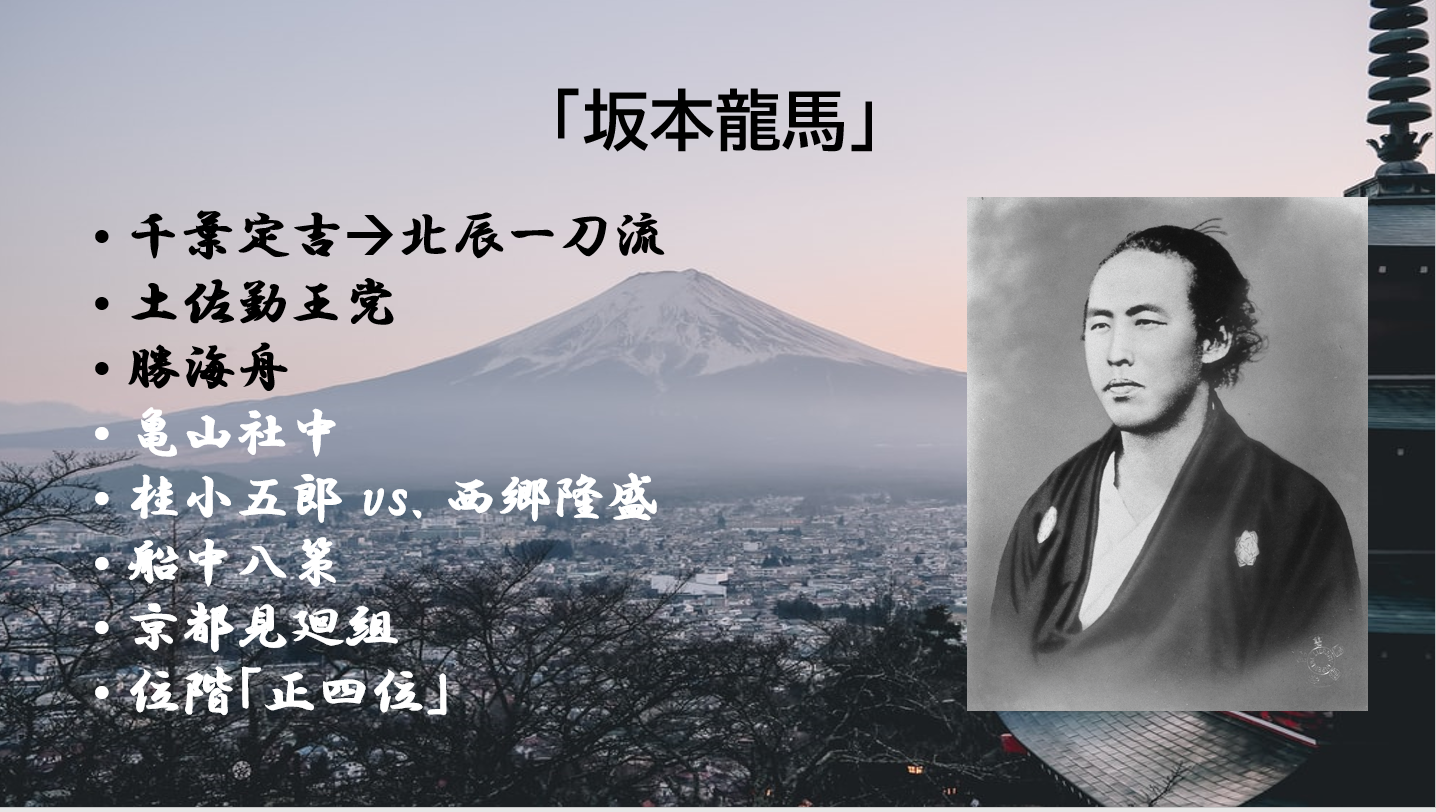 「坂本龍馬」
• 千葉定吉→北辰一刀流
• 土佐勤王党
• 勝海舟
• 亀山社中
• 桂小五郎 vs. 西郷隆盛
• 船中八策
• 京都見廻組
• 位階「正四位」